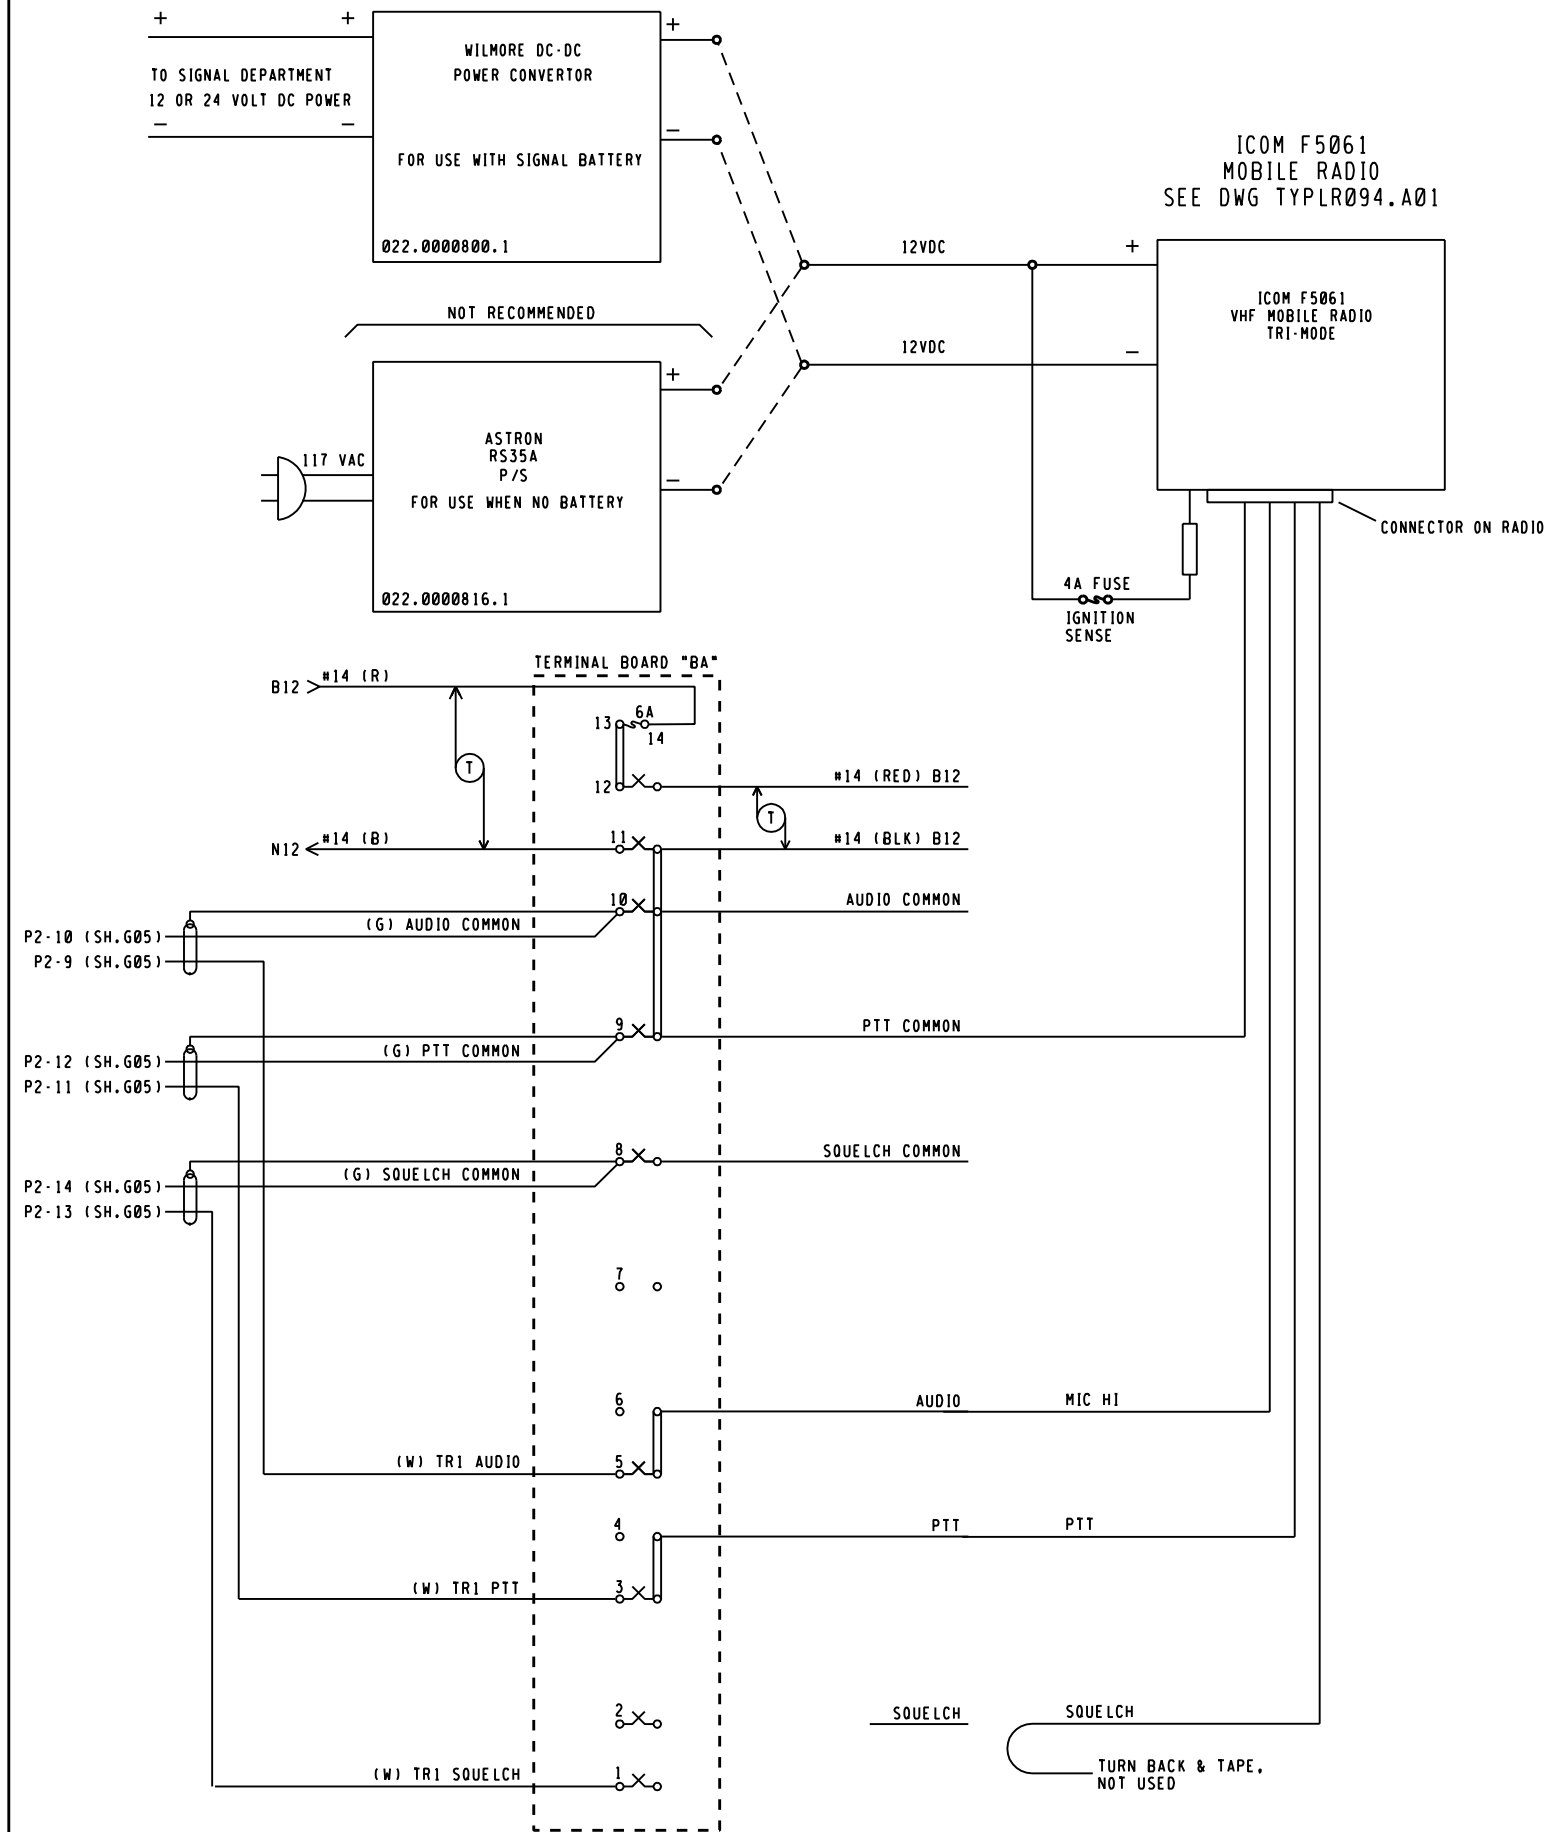 + + +
WILMORE DC-DC
POWER CONVERTOR
TO SIGNAL DEPARTMENT
12 OR 24 VOLT DC POWER
— — —
FOR USE WITH SIGNAL BATTERY
022.0000800.1
ICOM F5061
MOBILE RADIO
SEE DWG TYPLR094.A01
12VDC +
ICOM F5061
VHF MOBILE RADIO
TRI-MODE
12VDC —
NOT RECOMMENDED
+
ASTRON
RS35A
P/S
117 VAC
—
FOR USE WHEN NO BATTERY
022.0000816.1
CONNECTOR ON RADIO
4A FUSE
IGNITION
SENSE
TERMINAL BOARD "BA"
B12 #14 (R)
6A
13
14
T
12 #14 (RED) B12
T
N12 #14 (B) 11 #14 (BLK) B12
10 AUDIO COMMON
(G) AUDIO COMMON
P2-10 (SH.G05)
P2-9 (SH.G05)
9 PTT COMMON
(G) PTT COMMON
P2-12 (SH.G05)
P2-11 (SH.G05)
8 SQUELCH COMMON
(G) SQUELCH COMMON
P2-14 (SH.G05)
P2-13 (SH.G05)
7
6 AUDIO MIC HI
(W) TR1 AUDIO 5
4 PTT PTT
(W) TR1 PTT 3
2 SQUELCH SQUELCH
(W) TR1 SQUELCH 1
TURN BACK & TAPE,
NOT USED